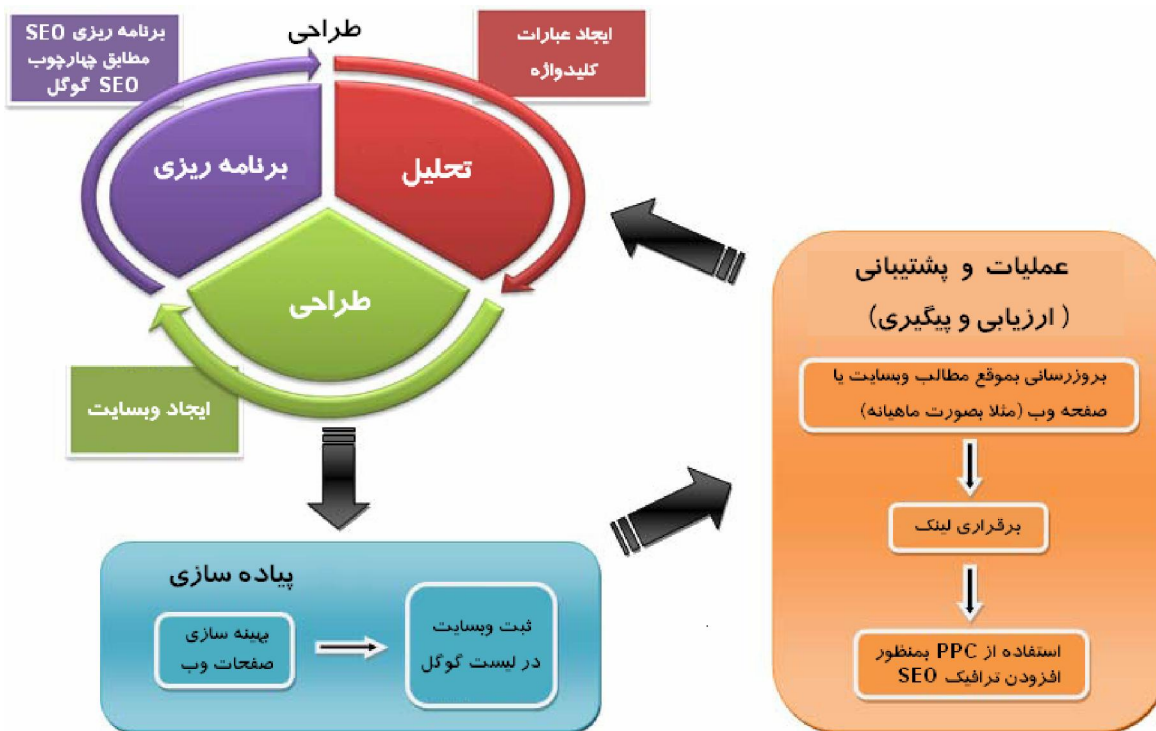 طراحی
برنامه ریزی SEO
مطابق چهارچوب
SEO گوگل
ایجاد عبارات
کلیدواژه
برنامه ریزی
تحلیل
طراحی
ایجاد وبسایت
پیاده سازی
بهینه سازی
صفحات وب
ثبت وبسایت
در لیست گوگل
عملیات و پشتیبانی
(ارزیابی و پیگیری)
بروزرسانی بموقع مطالب وبسایت یا
صفحه وب (مثلا بصورت ماهیانه)
برقراری لینک
استفاده از PPC بمنظور
افزودن ترافیک SEO